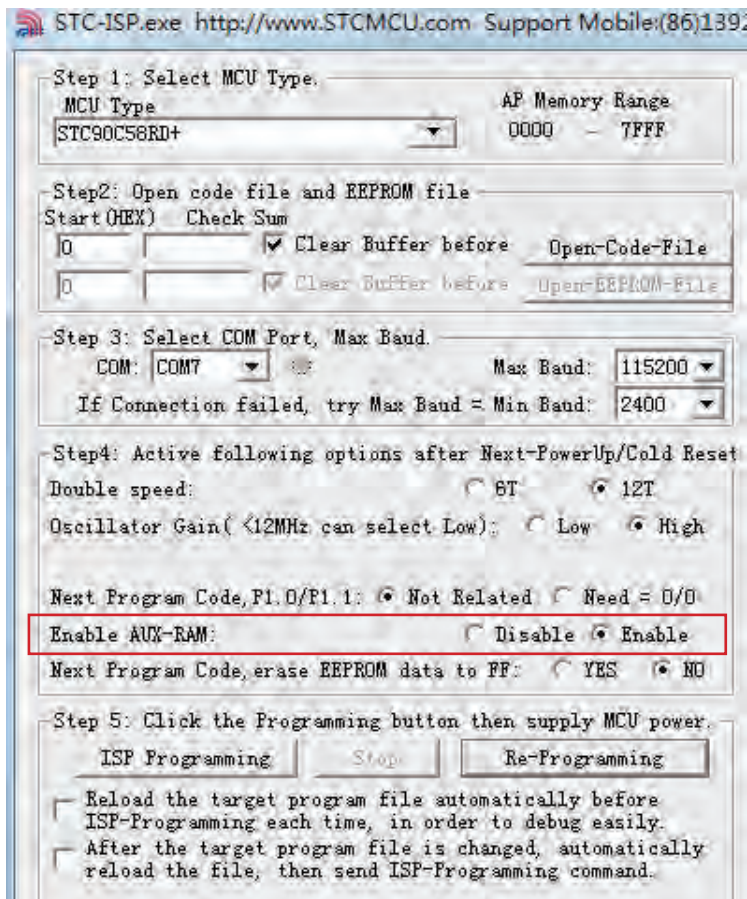 STC-ISP.exe http://www.STCMCU.com Support Mobile:(86)1392
Step 1: Select MCU Type.
MCU Type AP Memory Range
STC90C58RD+ 0000 - 7FFF
Step2: Open code file and EEPROM file
Start(HEX) Check Sum
0 Clear Buffer before Open-Code-File
0 Clear Buffer before Open-EEPROM-File
Step 3: Select COM Port, Max Baud.
COM: COM7 Max Baud: 115200
If Connection failed, try Max Baud = Min Baud: 2400
Step4: Active following options after Next-PowerUp/Cold Reset
Double speed: 6T 12T
Oscillator Gain( <12MHz can select Low): Low High
Next Program Code,P1.0/P1.1: Not Related Need = 0/0
Enable AUX-RAM: Disable Enable
Next Program Code,erase EEPROM data to FF: YES NO
Step 5: Click the Programming button then supply MCU power.
ISP Programming Stop Re-Programming
Reload the target program file automatically before
ISP-Programming each time, in order to debug easily.
After the target program file is changed, automatically
reload the file, then send ISP-Programming command.